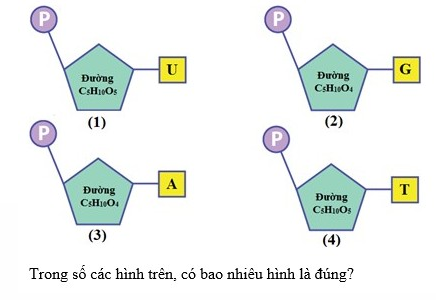 P
P
Đường
C5H10O5
U
Đường
C5H10O4
G
(1)
(2)
P
P
Đường
C5H10O4
A
Đường
C5H10O5
T
(3)
(4)
Trong số các hình trên, có bao nhiêu hình là đúng?